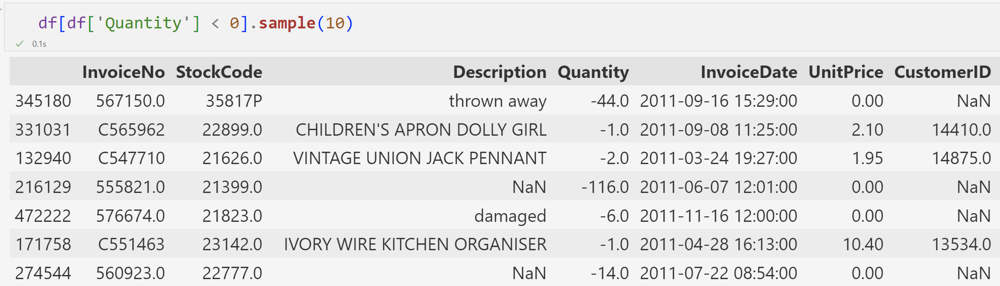 df[df['Quantity'] < 0].sample(10)
0.1s
InvoiceNo StockCode Description Quantity InvoiceDate UnitPrice CustomerID
345180 567150.0 35817P thrown away -44.0 2011-09-16 15:29:00 0.00 NaN
331031 C565962 22899.0 CHILDREN'S APRON DOLLY GIRL -1.0 2011-09-08 11:25:00 2.10 14410.0
132940 C547710 21626.0 VINTAGE UNION JACK PENNANT -2.0 2011-03-24 19:27:00 1.95 14875.0
216129 555821.0 21399.0 NaN -116.0 2011-06-07 12:01:00 0.00 NaN
472222 576674.0 21823.0 damaged -6.0 2011-11-16 12:00:00 0.00 NaN
171758 C551463 23142.0 IVORY WIRE KITCHEN ORGANISER -1.0 2011-04-28 16:13:00 10.40 13534.0
274544 560923.0 22777.0 NaN -14.0 2011-07-22 08:54:00 0.00 NaN